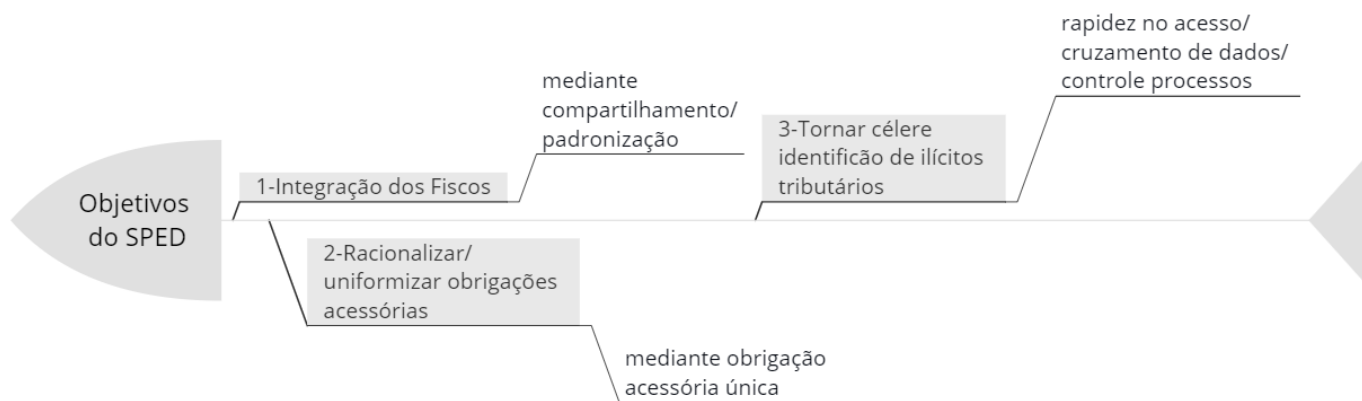 Objetivos
do SPED
1-Integração dos Fiscos
mediante
compartilhamento/
padronização
2-Racionalizar/
uniformizar obrigações
acessórias
mediante obrigação
acessória única
3-Tornar célere
identificão de ilícitos
tributários
rapidez no acesso/
cruzamento de dados/
controle processos